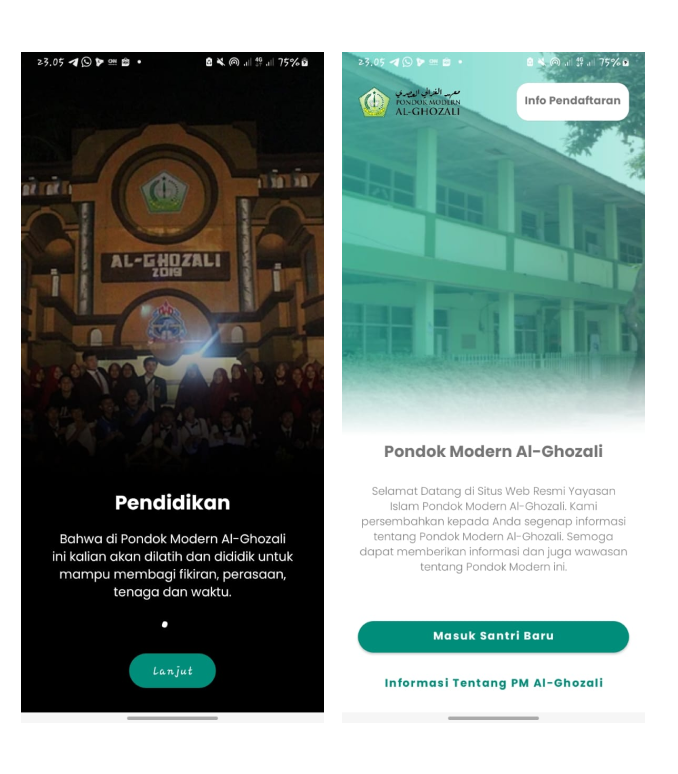 23.05
75%
AL-GHOZALI
2019
Pendidikan
Bahwa di Pondok Modern Al-Ghozali
ini kalian akan dilatih dan dididik untuk
mampu membagi fikiran, perasaan,
tenaga dan waktu.
Lanjut
23.05
75%
معهد الغزالي العصري
PONDOK MODERN
AL-GHOZALI
Info Pendaftaran
Pondok Modern Al-Ghozali
Selamat Datang di Situs Web Resmi Yayasan
Islam Pondok Modern Al-Ghozali. Kami
persembahkan kepada Anda segenap informasi
tentang Pondok Modern Al-Ghozali. Semoga
dapat memberikan informasi dan juga wawasan
tentang Pondok Modern ini.
Masuk Santri Baru
Informasi Tentang PM Al-Ghozali